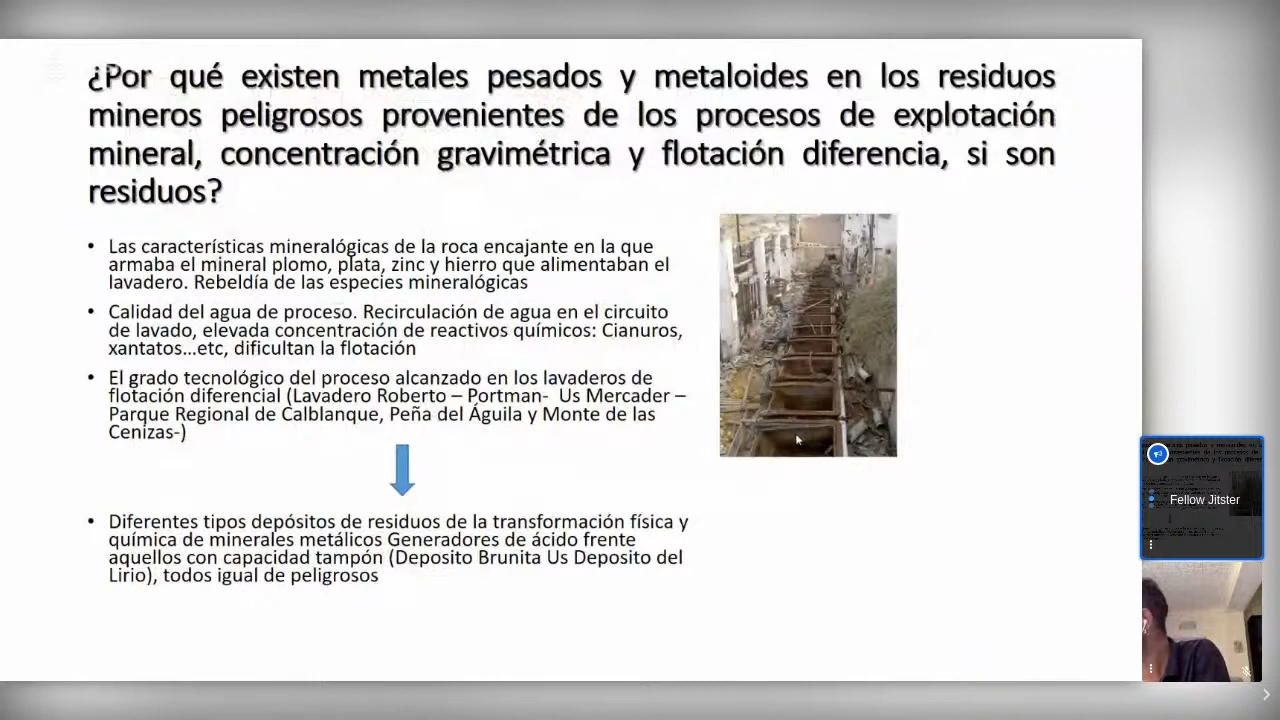 ¿Por qué existen metales pesados y metaloides en los residuos
mineros peligrosos provenientes de los procesos de explotación
mineral, concentración gravimétrica y flotación diferencia, si son
residuos?
• Las características mineralógicas de la roca encajante en la que
armaba el mineral plomo, plata, zinc y hierro que alimentaban el
lavadero. Rebeldía de las especies mineralógicas
• Calidad del agua de proceso. Recirculación de agua en el circuito
de lavado, elevada concentración de reactivos químicos: Cianuros,
xantatos...etc, dificultan la flotación
• El grado tecnológico del proceso alcanzado en los lavaderos de
flotación diferencial (Lavadero Roberto – Portman- Us Mercader –
Parque Regional de Calblanque, Peña del Águila y Monte de las
Cenizas-)
• Diferentes tipos depósitos de residuos de la transformación física y
química de minerales metálicos Generadores de ácido frente
aquellos con capacidad tampón (Deposito Brunita Us Deposito del
Lirio), todos igual de peligrosos
Fellow Jitster